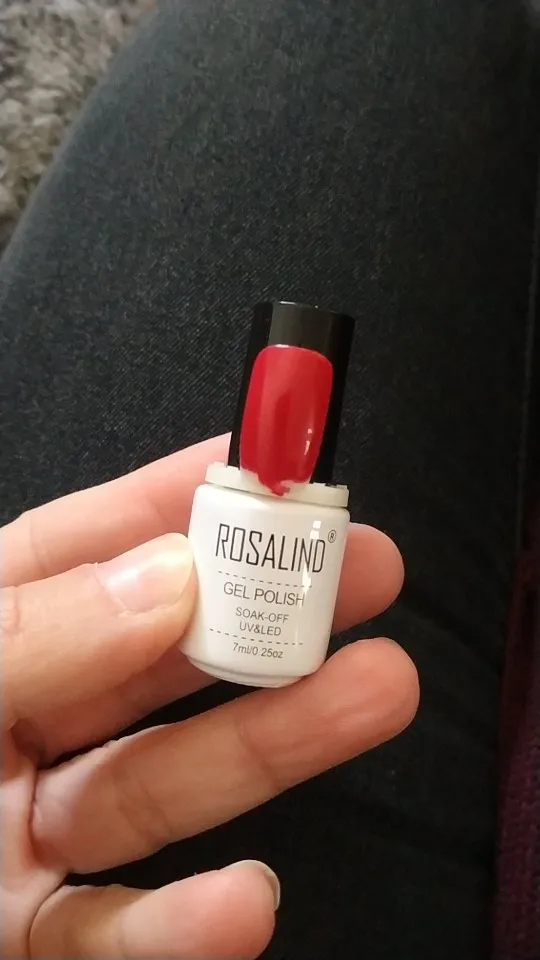 ROSALIND®
GEL POLISH
SOAK-OFF
UV&LED
7ml/0.25oz